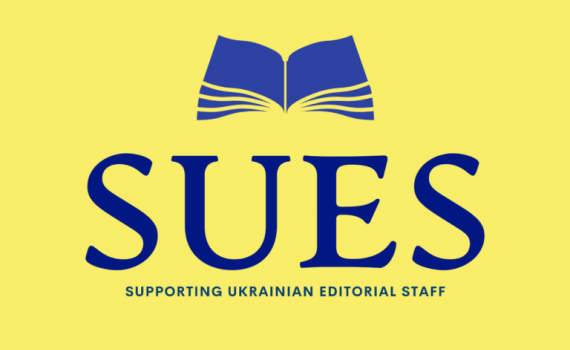 SUES
SUPPORTING UKRAINIAN EDITORIAL STAFF